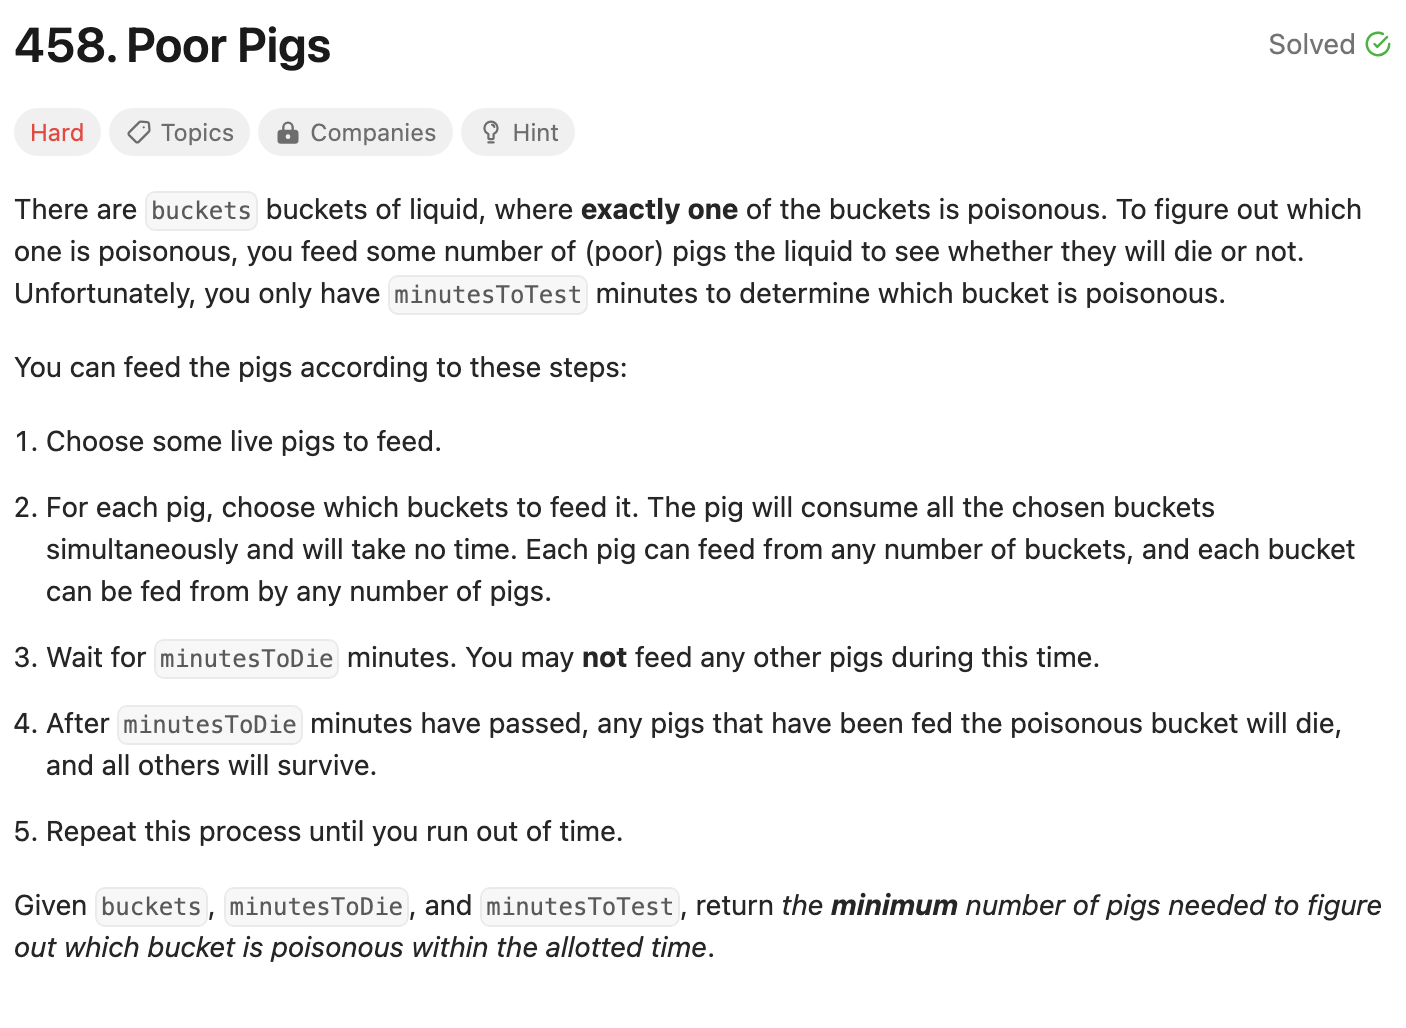 458. Poor Pigs
Solved
Hard
Topics
Companies
Hint
There are buckets buckets of liquid, where exactly one of the buckets is poisonous. To figure out which
one is poisonous, you feed some number of (poor) pigs the liquid to see whether they will die or not.
Unfortunately, you only have minutesToTest minutes to determine which bucket is poisonous.
You can feed the pigs according to these steps:
1. Choose some live pigs to feed.
2. For each pig, choose which buckets to feed it. The pig will consume all the chosen buckets
simultaneously and will take no time. Each pig can feed from any number of buckets, and each bucket
can be fed from by any number of pigs.
3. Wait for minutesToDie minutes. You may not feed any other pigs during this time.
4. After minutesToDie minutes have passed, any pigs that have been fed the poisonous bucket will die,
and all others will survive.
5. Repeat this process until you run out of time.
Given buckets, minutesToDie, and minutesToTest, return the minimum number of pigs needed to figure
out which bucket is poisonous within the allotted time.